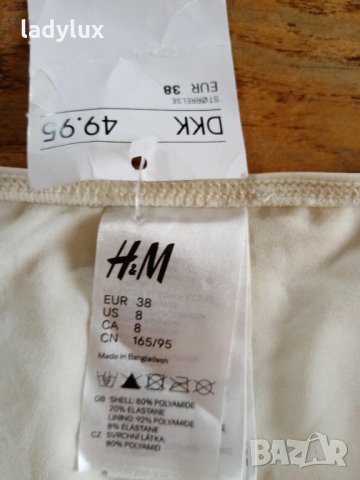 ladylux
DKK 49.95
STØRRELSE
EUR 38
H&M
EUR 38
US 8
CA 8
CN 165/95
Made in Bangladesh
GB SHELL: 80% POLYAMIDE
20% ELASTANE
LINING: 92% POLYAMIDE
8% ELASTANE
CZ SVRCHNÍ LÁTKA
80% POLYAMID
BAZAR